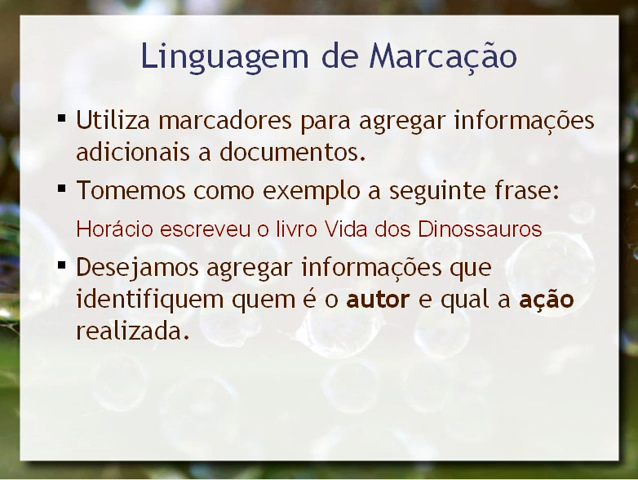 Linguagem de Marcação
Utiliza marcadores para agregar informações
adicionais a documentos.
Tomemos como exemplo a seguinte frase:
Horácio escreveu o livro Vida dos Dinossauros
Desejamos agregar informações que
identifiquem quem é o autor e qual a ação
realizada.